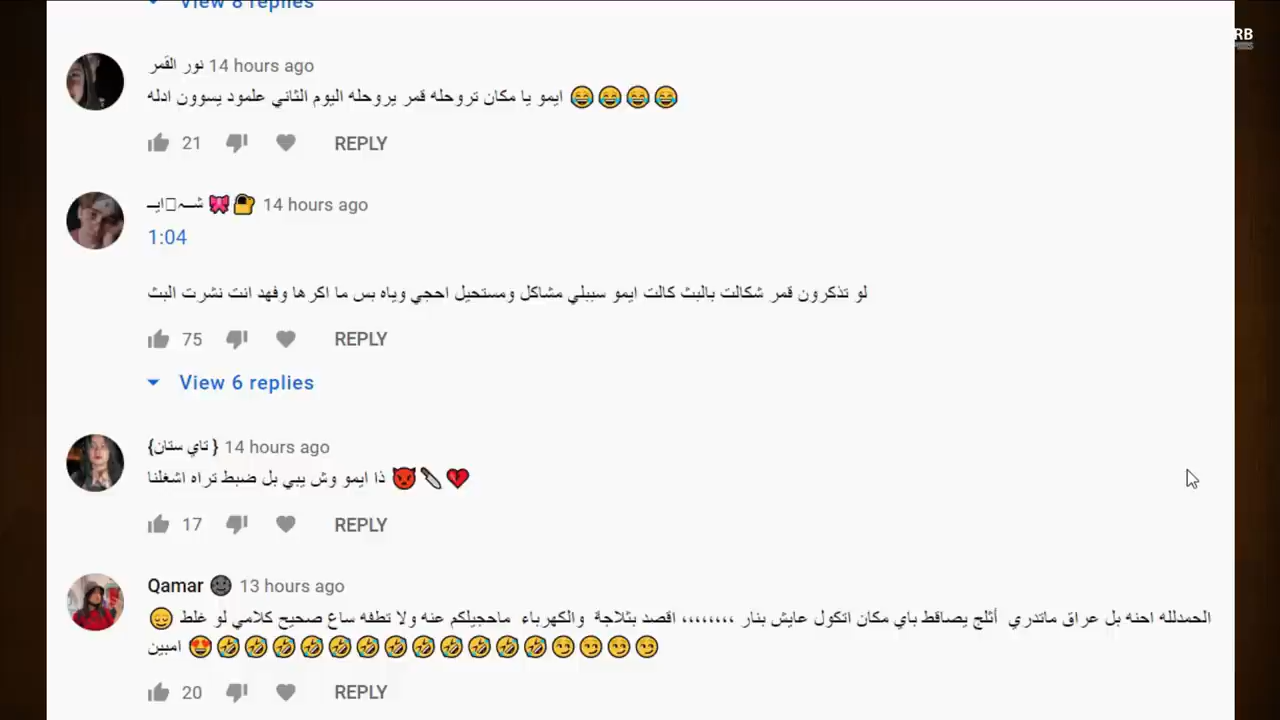 View 8 replies
RB
نور القمر 14 hours ago
ايمو يا مكان تروحله قمر يروحله اليوم الثاني علمود يسوون ادله 😂😂😂😂
21 REPLY
14 hours ago
1:04
لو تذكرون قمر شكالت بالبث كالت ايمو سببلي مشاكل ومستحيل احجي وياه بس ما اكرها وفهد انت نشرت البث
75 REPLY
View 6 replies
{تاي ستان} 14 hours ago
ذا ايمو وش يبي بل ضبط تراه اشغلنا 👿🔪💔
17 REPLY
Qamar 🌚 13 hours ago
الحمدلله احنه بل عراق ماتدري أثلج يصاقط باي مكان اتكول عايش بنار ،،،،،،،، اقصد بثلاجة والكهرباء ماحجيلكم عنه ولا تطفه ساع صحيح كلامي لو غلط 😔
امبين 😍🤣🤣🤣🤣🤣🤣🤣🤣🤣🤣🤣🤣😏😏😏😏
20 REPLY